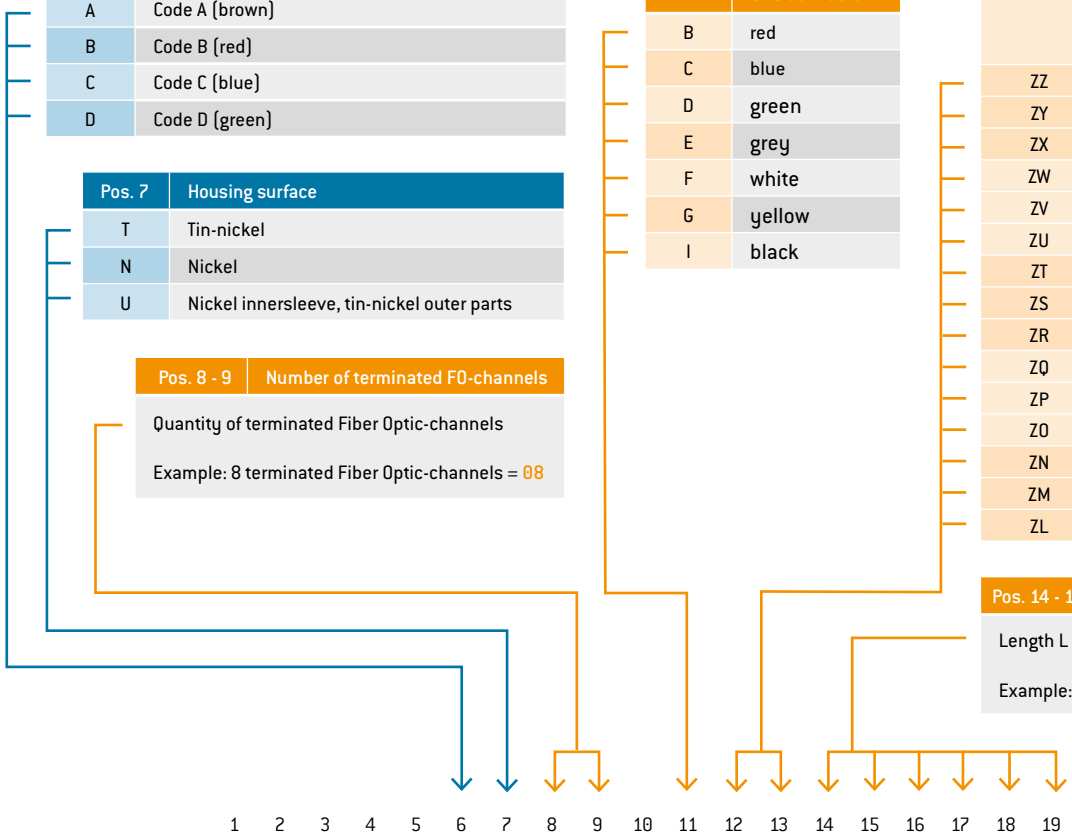 A Code A (brown)
B Code B (red)
C Code C (blue)
D Code D (green)
Pos. 7 Housing surface
T Tin-nickel
N Nickel
U Nickel innersleeve, tin-nickel outer parts
Pos. 8 - 9 Number of terminated FO-channels
Quantity of terminated Fiber Optic-channels
Example: 8 terminated Fiber Optic-channels = 08
B red
C blue
D green
E grey
F white
G yellow
I black
ZZ
ZY
ZX
ZW
ZV
ZU
ZT
ZS
ZR
ZQ
ZP
ZO
ZN
ZM
ZL
Pos. 14 - 1
Length L
Example:
1 2 3 4 5 6 7 8 9 10 11 12 13 14 15 16 17 18 19